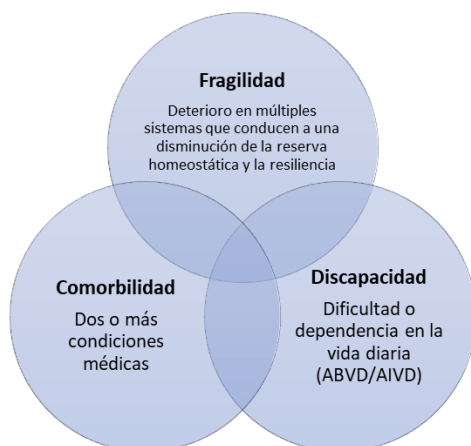 Fragilidad
Deterioro en múltiples
sistemas que conducen a una
disminución de la reserva
homeostática y la resiliencia
Comorbilidad
Dos o más
condiciones
médicas
Discapacidad
Dificultad o
dependencia en la
vida diaria
(ABVD/AIVD)